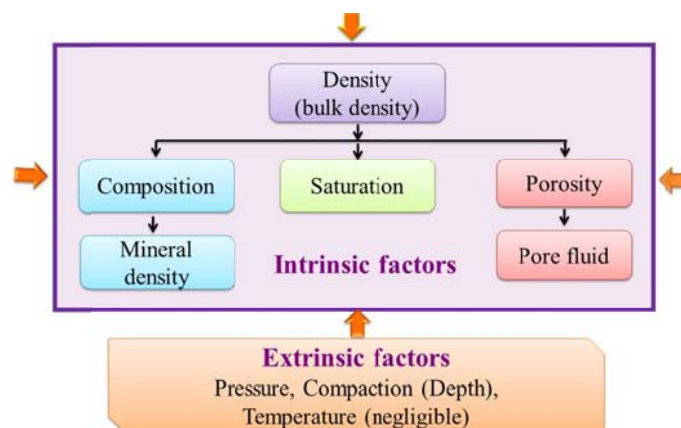 Density
(bulk density)
Composition
Saturation
Porosity
Mineral
density
Pore fluid
Intrinsic factors
Extrinsic factors
Pressure, Compaction (Depth),
Temperature (negligible)